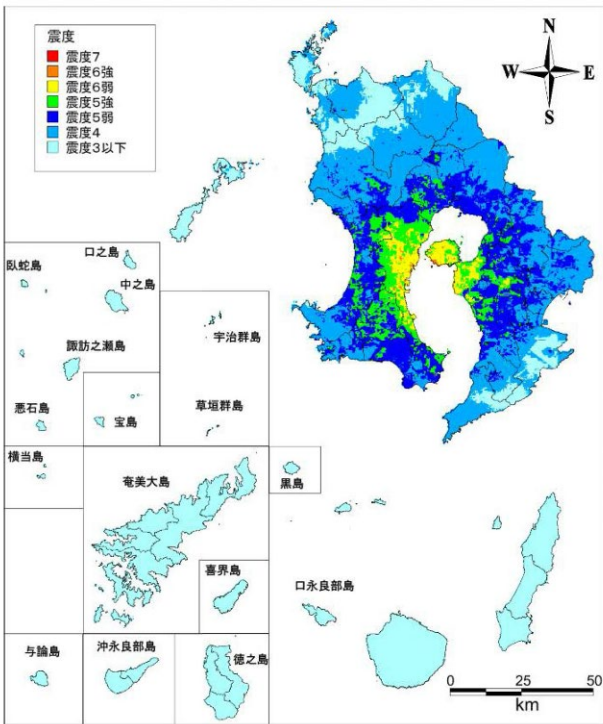 震度
震度7
震度6強
震度6弱
震度5強
震度5弱
震度4
震度3以下
N
W
E
S
口之島
臥蛇島
中之島
宇治群島
諏訪之瀬島
草垣群島
悪石島
宝島
横当島
奄美大島
黒島
喜界島
口永良部島
与論島
沖永良部島
徳之島
0
25
50
km